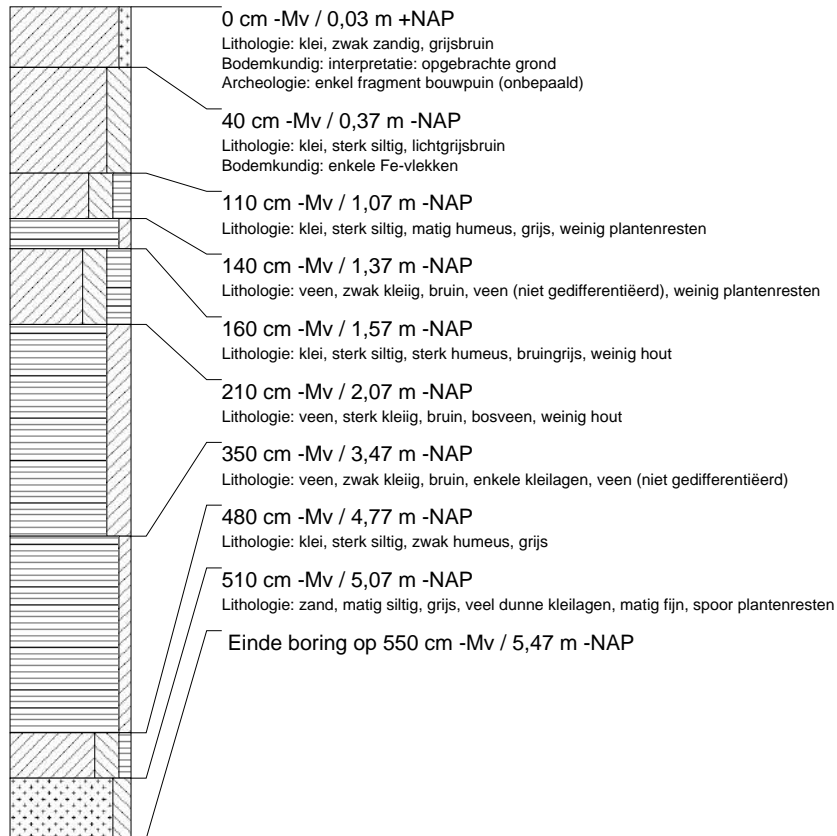 0 cm -Mv / 0,03 m +NAP
Lithologie: klei, zwak zandig, grijsbruin
Bodemkundig: interpretatie: opgebrachte grond
Archeologie: enkel fragment bouwpuin (onbepaald)
40 cm -Mv / 0,37 m -NAP
Lithologie: klei, sterk siltig, lichtgrijsbruin
Bodemkundig: enkele Fe-vlekken
110 cm -Mv / 1,07 m -NAP
Lithologie: klei, sterk siltig, matig humeus, grijs, weinig plantenresten
140 cm -Mv / 1,37 m -NAP
Lithologie: veen, zwak kleiig, bruin, veen (niet gedifferentiëerd), weinig plantenresten
160 cm -Mv / 1,57 m -NAP
Lithologie: klei, sterk siltig, sterk humeus, bruingrijs, weinig hout
210 cm -Mv / 2,07 m -NAP
Lithologie: veen, sterk kleiig, bruin, bosveen, weinig hout
350 cm -Mv / 3,47 m -NAP
Lithologie: veen, zwak kleiig, bruin, enkele kleilagen, veen (niet gedifferentiëerd)
480 cm -Mv / 4,77 m -NAP
Lithologie: klei, sterk siltig, zwak humeus, grijs
510 cm -Mv / 5,07 m -NAP
Lithologie: zand, matig siltig, grijs, veel dunne kleilagen, matig fijn, spoor plantenresten
Einde boring op 550 cm -Mv / 5,47 m -NAP